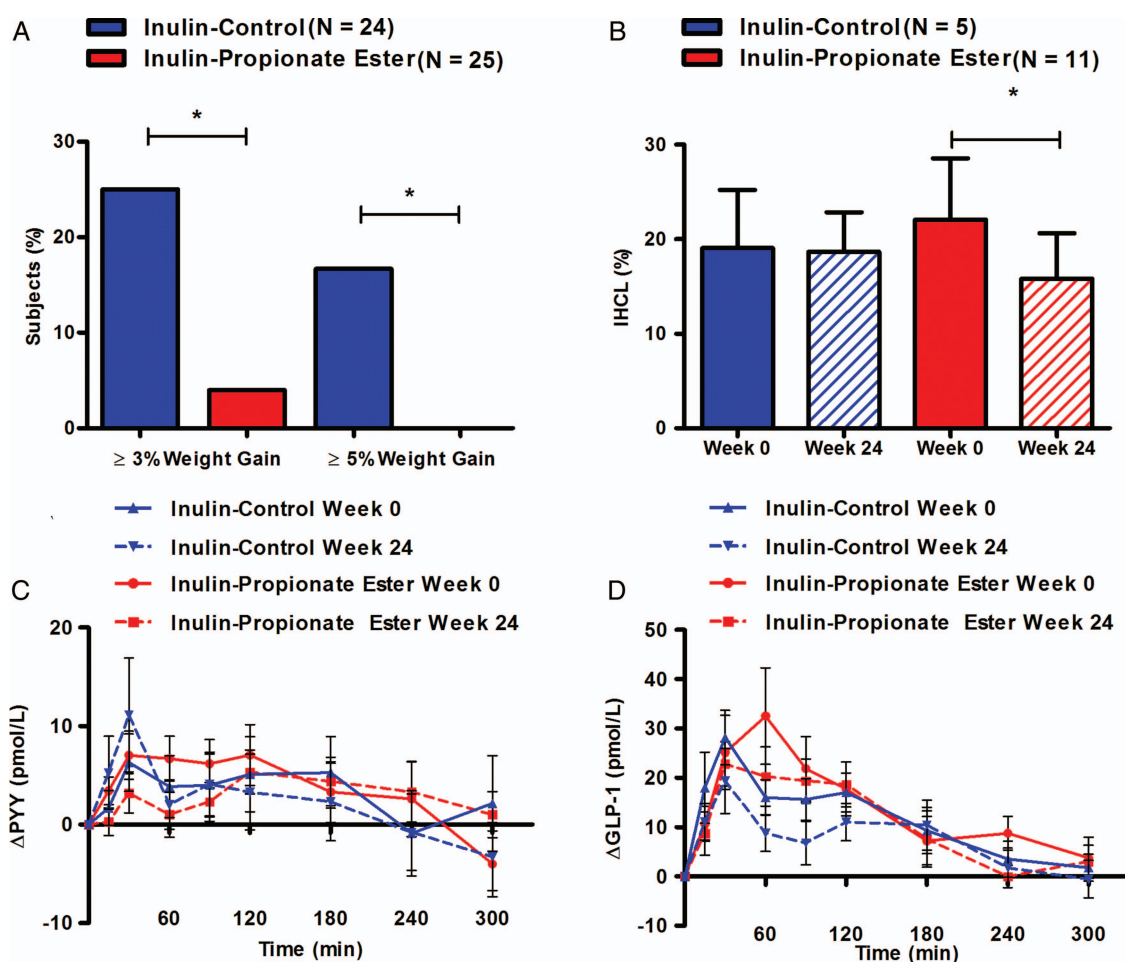 A
Inulin-Control(N = 24)
Inulin-Propionate Ester(N = 25)
*
*
30
20
10
0
Subjects (%)
≥ 3%Weight Gain
≥ 5%Weight Gain
B
Inulin-Control(N = 5)
Inulin-Propionate Ester(N = 11)
*
30
20
10
0
IHCL (%)
Week 0
Week 24
Week 0
Week 24
C
Inulin-Control Week 0
Inulin-Control Week 24
Inulin-Propionate Ester Week 0
Inulin-Propionate Ester Week 24
20
10
0
-10
ΔPYY (pmol/L)
60 120 180 240 300
Time (min)
D
Inulin-Control Week 0
Inulin-Control Week 24
Inulin-Propionate Ester Week 0
Inulin-Propionate Ester Week 24
50
40
30
20
10
0
-10
ΔGLP-1 (pmol/L)
60 120 180 240 300
Time (min)